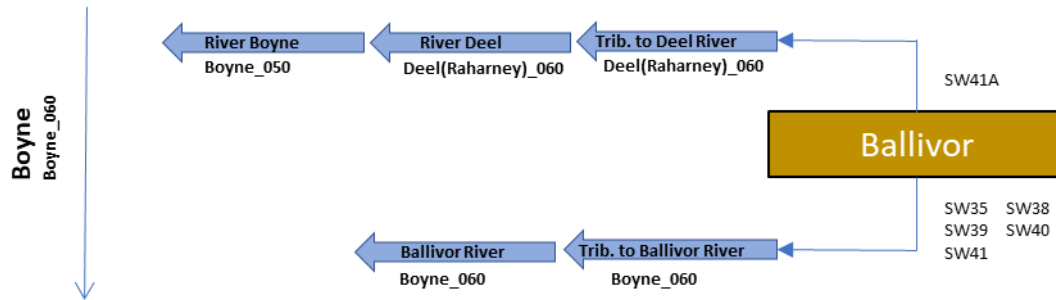 River Boyne
River Deel
Trib. to Deel River
Boyne_050
Deel(Raharney)_060
Deel(Raharney)_060
SW41A
Boyne
Boyne_060
Ballivor
SW35 SW38
SW39 SW40
SW41
Ballivor River
Trib. to Ballivor River
Boyne_060
Boyne_060